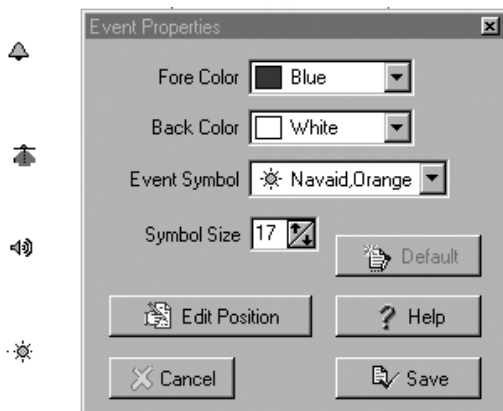 Event Properties
Fore Color Blue
Back Color White
Event Symbol Navaid,Orange
Symbol Size 17
Default
Edit Position ? Help
Cancel Save